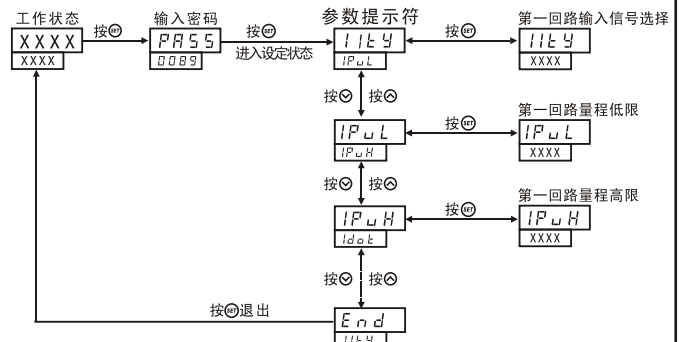 工作状态
XXXX
XXXX
按SET
输入密码
PASS
0089
按SET
进入设定状态
参数提示符
11tY
1PuL
按SET
第一回路输入信号选择
11tY
XXXX
按 按
1PuL
1PuH
按SET
第一回路量程低限
1PuL
XXXX
按 按
1PuH
1dot
按SET
第一回路量程高限
1PuH
XXXX
按 按
End
11tY
按SET退出